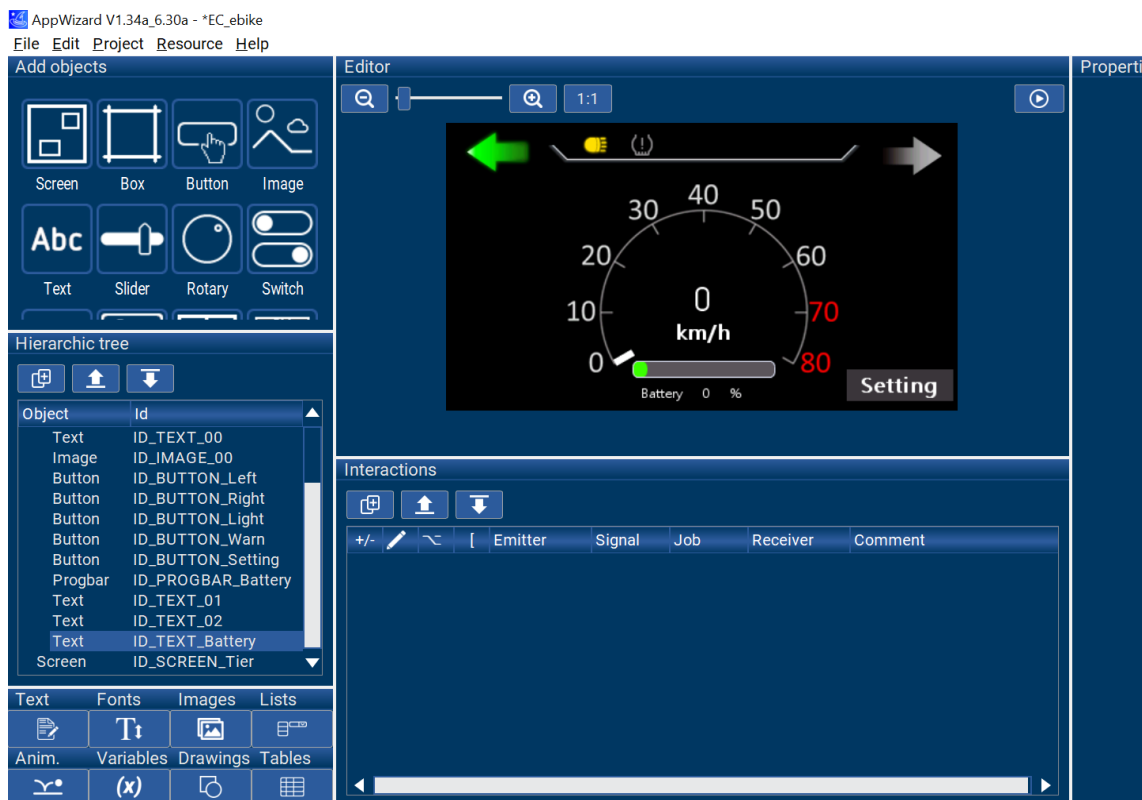 AppWizard V1.34a_6.30a - *EC_ebike
File Edit Project Resource Help
Add objects
Screen Box Button Image
Abc
Text Slider Rotary Switch
Hierarchic tree
Object Id
Text ID_TEXT_00
Image ID_IMAGE_00
Button ID_BUTTON_Left
Button ID_BUTTON_Right
Button ID_BUTTON_Light
Button ID_BUTTON_Warn
Button ID_BUTTON_Setting
Progbar ID_PROGBAR_Battery
Text ID_TEXT_01
Text ID_TEXT_02
Text ID_TEXT_Battery
Screen ID_SCREEN_Tier
Text Fonts Images Lists
Anim. Variables Drawings Tables
(x)
Editor
1:1
40
30 50
20 60
0
10 70
km/h
0 80
Setting
Battery 0 %
Interactions
+/- [ Emitter Signal Job Receiver Comment
Properti